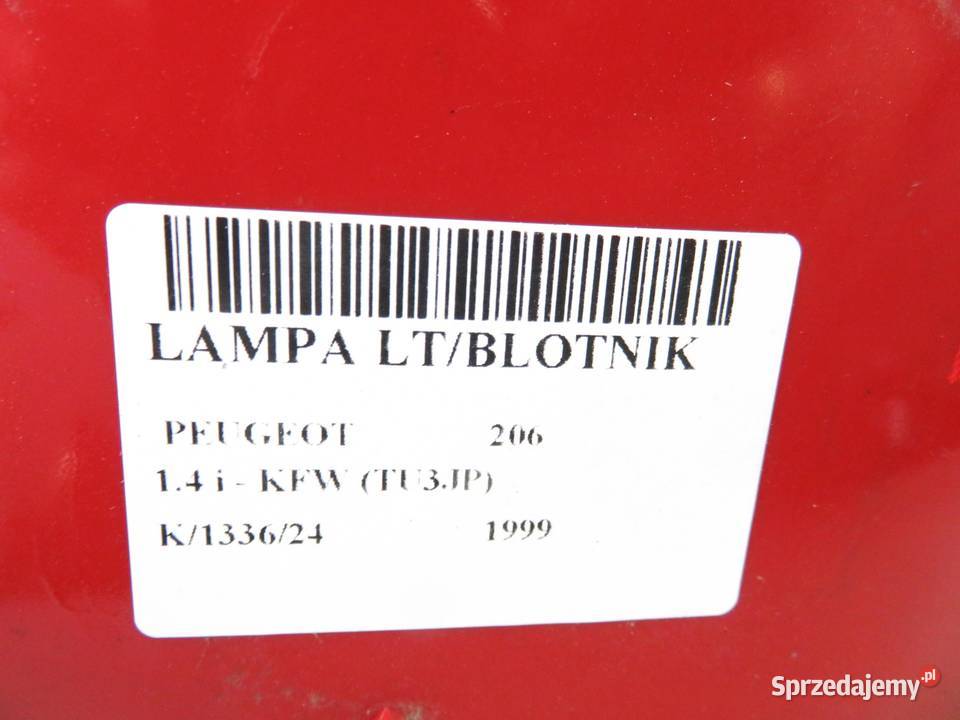 LAMPA LT/BLOTNIK
PEUGEOT 206
1.4 i - KFW (TU3JP)
K/1336/24 1999
Sprzedajemy.pl